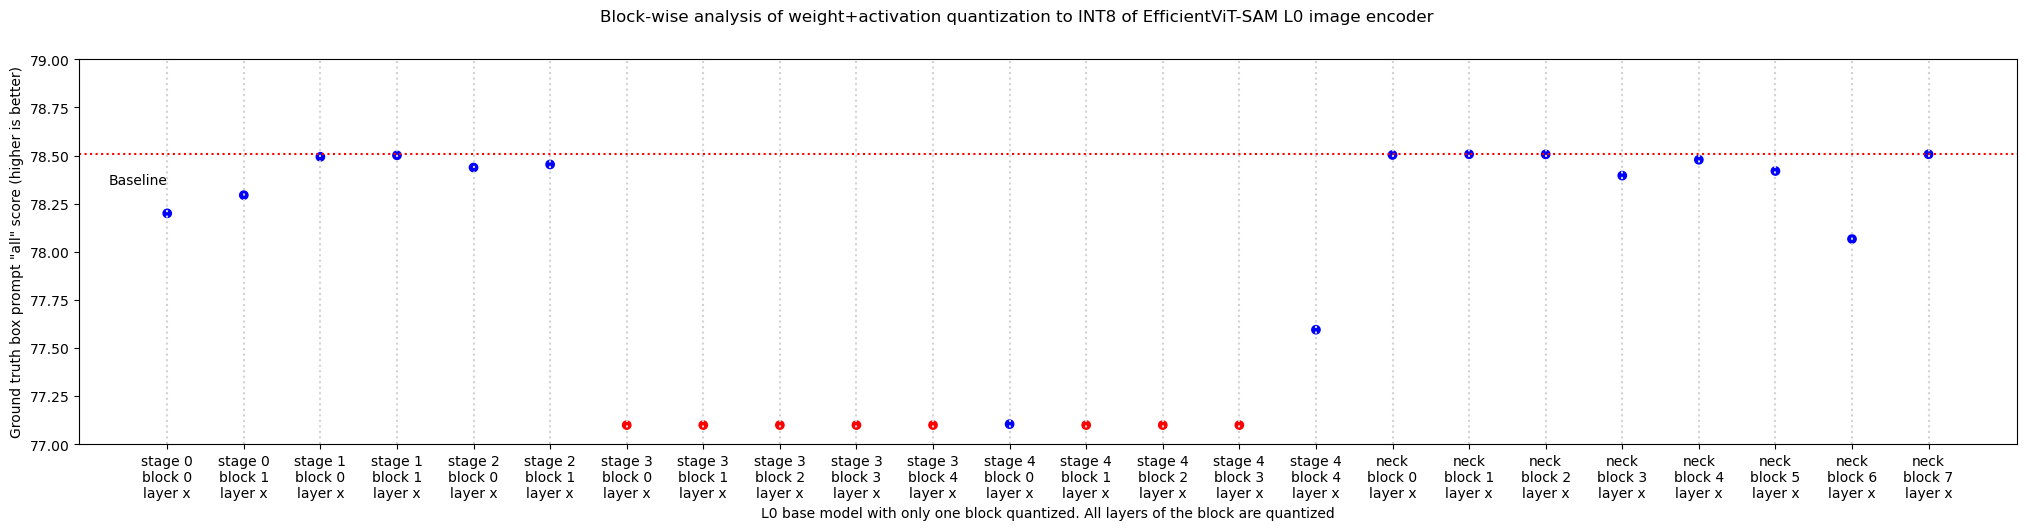 Block-wise analysis of weight+activation quantization to INT8 of EfficientViT-SAM L0 image encoder
Ground truth box prompt "all" score (higher is better)
79.00
78.75
78.50
78.25
78.00
77.75
77.50
77.25
77.00
Baseline
stage 0 stage 0 stage 1 stage 1 stage 2 stage 2 stage 3 stage 3 stage 3 stage 3 stage 3 stage 4 stage 4 stage 4 stage 4 stage 4 neck neck neck neck neck neck neck neck
block 0 block 1 block 0 block 1 block 0 block 1 block 0 block 1 block 2 block 3 block 4 block 0 block 1 block 2 block 3 block 4 block 0 block 1 block 2 block 3 block 4 block 5 block 6 block 7
layer x layer x layer x layer x layer x layer x layer x layer x layer x layer x layer x layer x layer x layer x layer x layer x layer x layer x layer x layer x layer x layer x layer x layer x
L0 base model with only one block quantized. All layers of the block are quantized